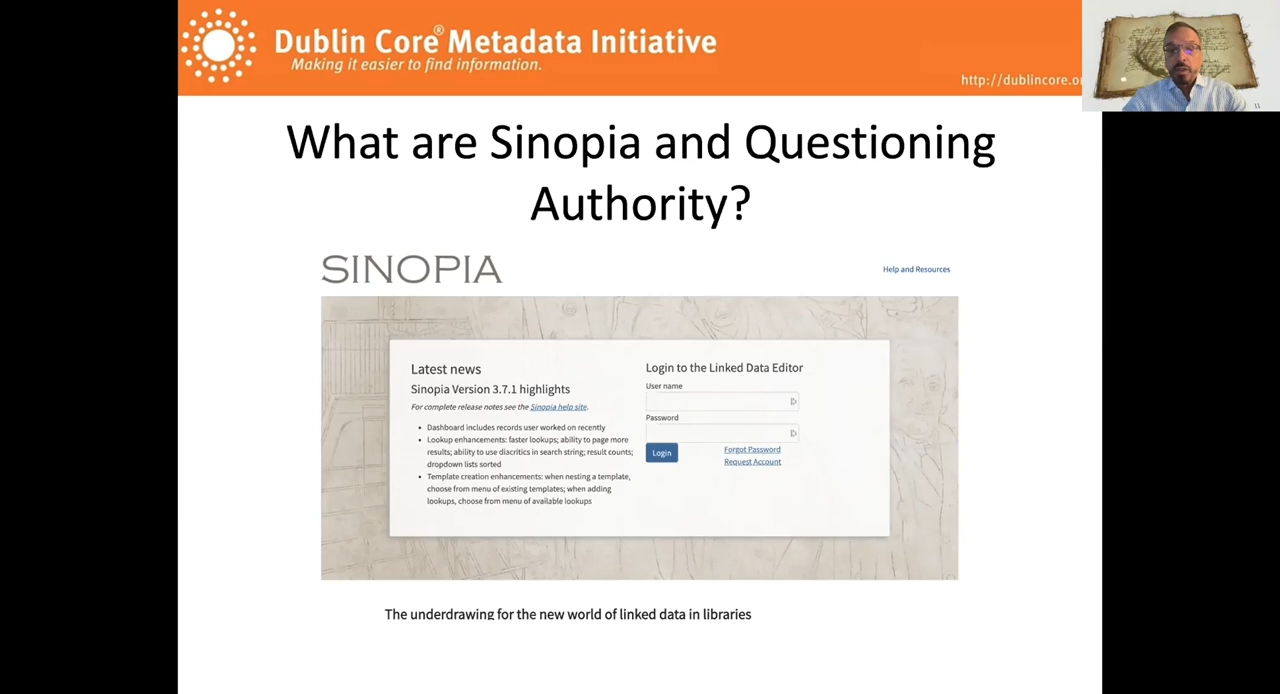 Dublin Core® Metadata Initiative
Making it easier to find information.
http://dublincore.or
11
What are Sinopia and Questioning
Authority?
SINOPIA
Help and Resources
Latest news
Sinopia Version 3.7.1 highlights
For complete release notes see the Sinopia help site.
• Dashboard includes records user worked on recently
• Lookup enhancements: faster lookups; ability to page more
results; ability to use diacritics in search string; result counts;
dropdown lists sorted
• Template creation enhancements: when nesting a template,
choose from menu of existing templates; when adding
lookups, choose from menu of available lookups
Login to the Linked Data Editor
User name
Password
Login
Forgot Password
Request Account
The underdrawing for the new world of linked data in libraries